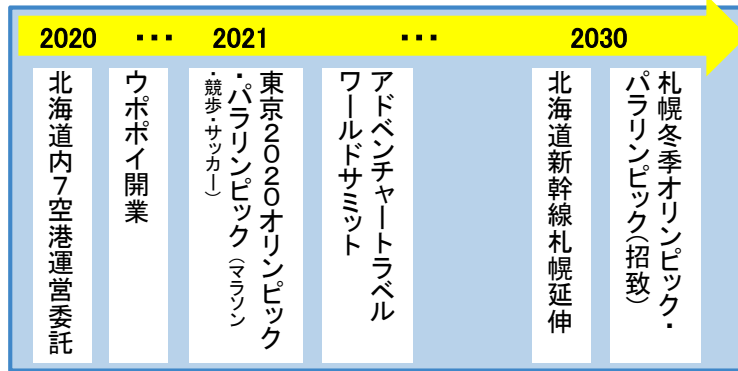 2020 ・・・ 2021 ・・・ 2030
北海道内7空港運営委託
ウポポイ開業
東京2020オリンピック
・パラリンピック(マラソン
・競歩・サッカー)
アドベンチャートラベル
ワールドサミット
北海道新幹線札幌延伸
札幌冬季オリンピック・
パラリンピック(招致)